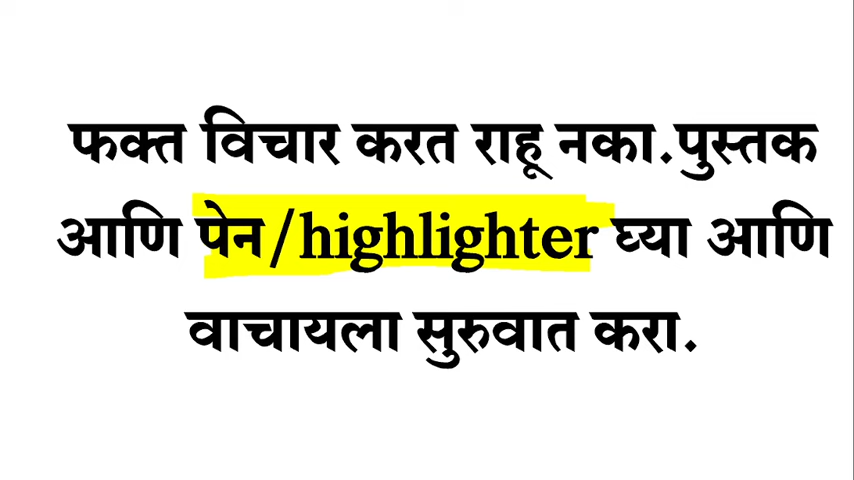 फक्त विचार करत राहू नका.पुस्तक
आणि पेन/highlighter घ्या आणि
वाचायला सुरुवात करा.